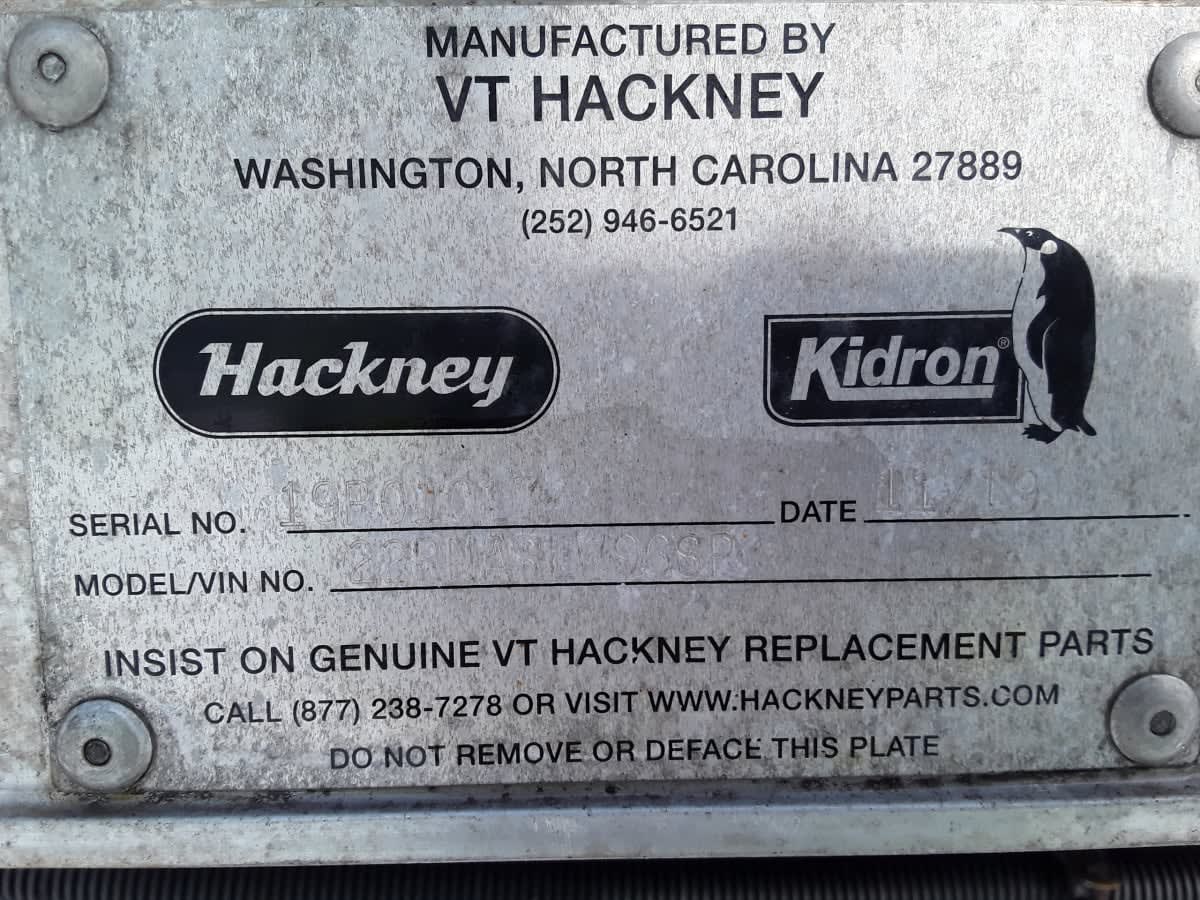 MANUFACTURED BY
VT HACKNEY
WASHINGTON, NORTH CAROLINA 27889
(252) 946-6521
Hackney
Kidron®
SERIAL NO.
DATE 11/19
MODEL/VIN NO.
INSIST ON GENUINE VT HACKNEY REPLACEMENT PARTS
CALL (877) 238-7278 OR VISIT WWW.HACKNEYPARTS.COM
DO NOT REMOVE OR DEFACE THIS PLATE